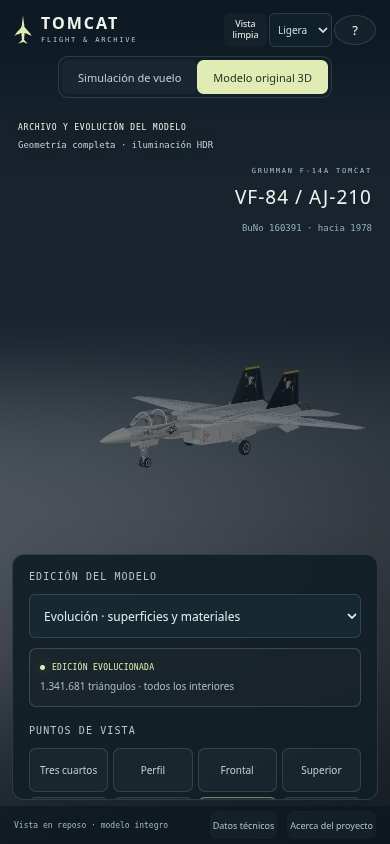 TOMCAT
FLIGHT & ARCHIVE
Vista limpia
Ligera
?
Simulación de vuelo
Modelo original 3D
ARCHIVO Y EVOLUCIÓN DEL MODELO
Geometría completa · iluminación HDR
GRUMMAN F-14A TOMCAT
VF-84 / AJ-210
BuNo 160391 · hacia 1978
EDICIÓN DEL MODELO
Evolución · superficies y materiales
EDICIÓN EVOLUCIONADA
1.341.681 triángulos · todos los interiores
PUNTOS DE VISTA
Tres cuartos
Perfil
Frontal
Superior
Vista en reposo · modelo íntegro
Datos técnicos
Acerca del proyecto